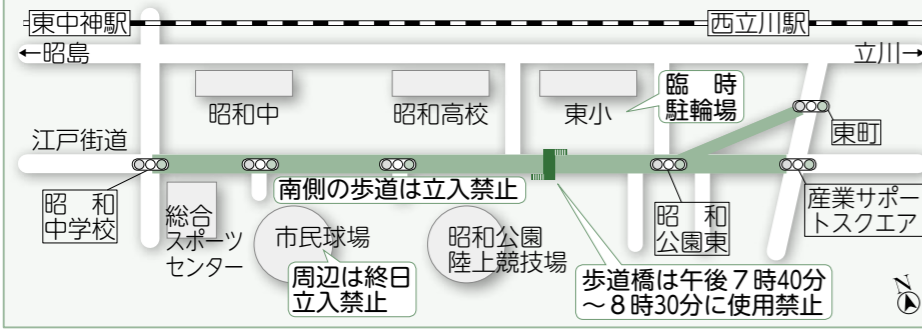 東中神駅
西立川駅
←昭島
立川→
昭和中
昭和高校
東小
臨 時
駐輪場
東町
江戸街道
南側の歩道は立入禁止
昭 和
中学校
総合
スポーツ
センター
市民球場
周辺は終日
立入禁止
昭和公園
陸上競技場
昭 和
公園東
産業サポー
トスクエア
歩道橋は午後7時40分
~8時30分に使用禁止
N